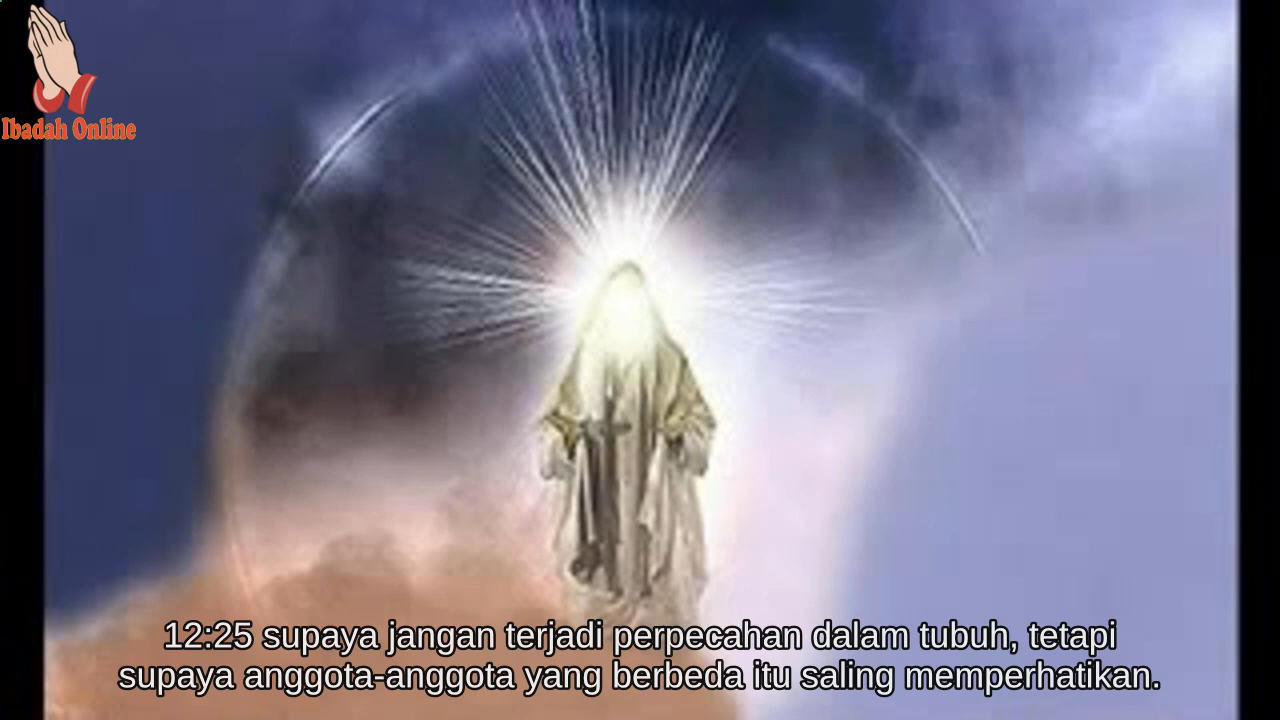 Ibadah Online
12:25 supaya jangan terjadi perpecahan dalam tubuh, tetapi
supaya anggota-anggota yang berbeda itu saling memperhatikan.